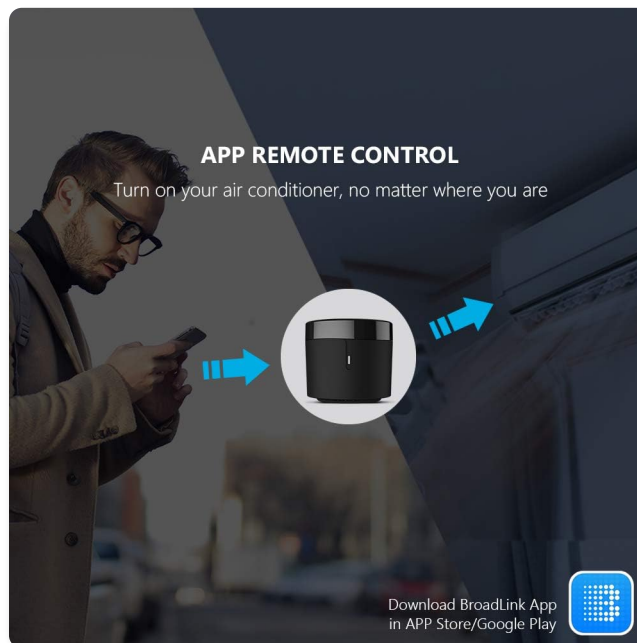 APP REMOTE CONTROL
Turn on your air conditioner, no matter where you are
Download BroadLink App
in APP Store/Google Play